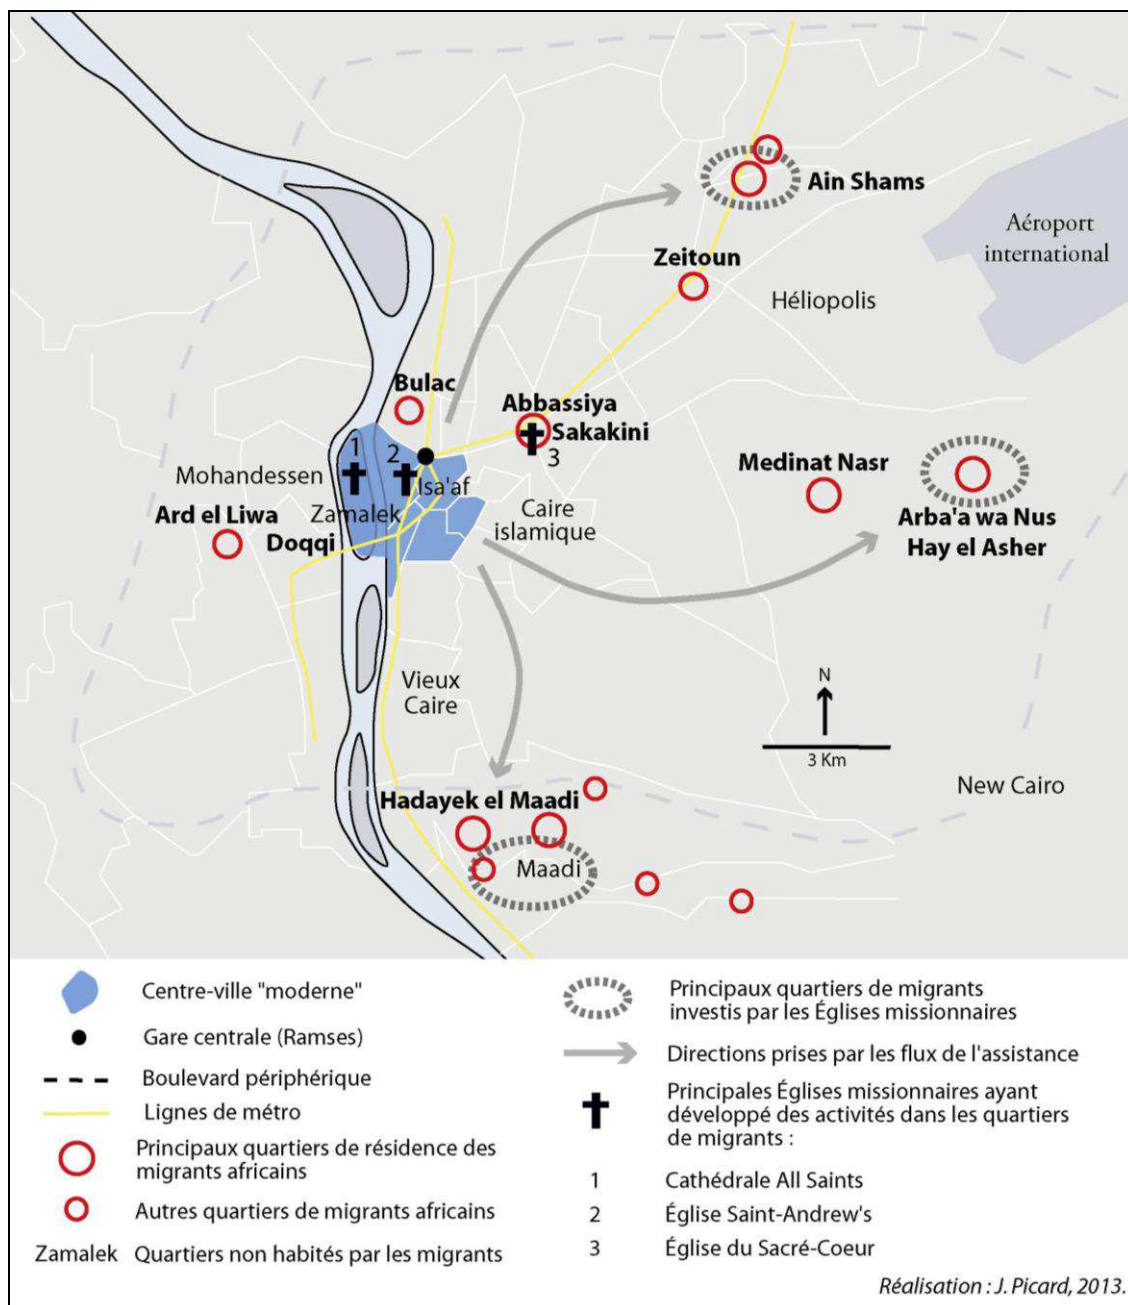 Ain Shams
Aéroport
international
Zeitoun
Héliopolis
Bulac
Abbassiya
Sakakini
3
1
2
Isa'af
Mohandessen
Zamalek
Ard el Liwa
Doqqi
Caire
islamique
Medinat Nasr
Arba'a wa Nus
Hay el Asher
Vieux
Caire
N
3 Km
New Cairo
Hadayek el Maadi
Maadi
Centre-ville "moderne"
Gare centrale (Ramses)
Boulevard périphérique
Lignes de métro
Principaux quartiers de résidence des
migrants africains
Autres quartiers de migrants africains
Zamalek Quartiers non habités par les migrants
Principaux quartiers de migrants
investis par les Églises missionnaires
Directions prises par les flux de l'assistance
Principales Églises missionnaires ayant
développé des activités dans les quartiers
de migrants :
1 Cathédrale All Saints
2 Église Saint-Andrew's
3 Église du Sacré-Coeur
Réalisation : J. Picard, 2013.